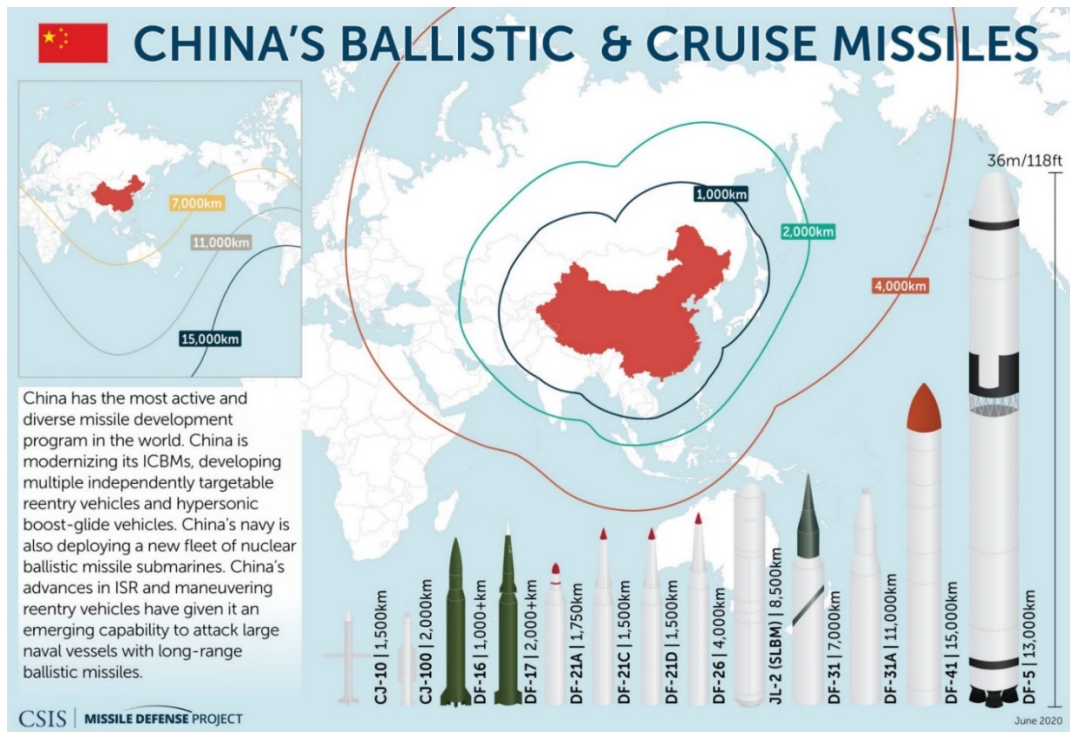 CHINA'S BALLISTIC & CRUISE MISSILES
7,000km
11,000km
15,000km
1,000km
2,000km
4,000km
36m/118ft
China has the most active and
diverse missile development
program in the world. China is
modernizing its ICBMs, developing
multiple independently targetable
reentry vehicles and hypersonic
boost-glide vehicles. China's navy is
also deploying a new fleet of nuclear
ballistic missile submarines. China's
advances in ISR and maneuvering
reentry vehicles have given it an
emerging capability to attack large
naval vessels with long-range
ballistic missiles.
CJ-10 | 1,500km
CJ-100 | 2,000km
DF-16 | 1,000+km
DF-17 | 2,000+km
DF-21A | 1,750km
DF-21C | 1,500km
DF-21D | 1,500km
DF-26 | 4,000km
JL-2 (SLBM) | 8,500km
DF-31 | 7,000km
DF-31A | 11,000km
DF-41 | 15,000km
DF-5 | 13,000km
CSIS | MISSILE DEFENSE PROJECT
June 2020